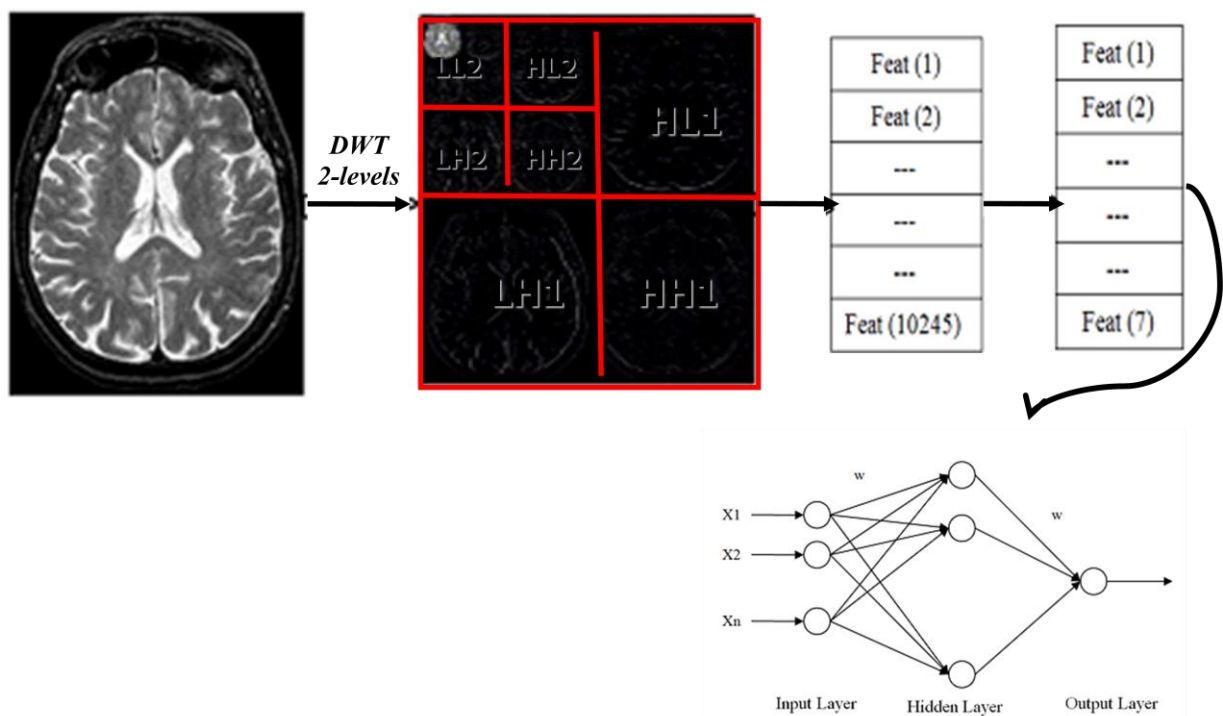 DWT
2-levels
LL2
HL2
LH2
HH2
HL1
LH1
HH1
Feat (1)
Feat (2)
---
---
---
Feat (10245)
Feat (1)
Feat (2)
---
---
---
Feat (7)
w
w
X1
X2
Xn
Input Layer
Hidden Layer
Output Layer